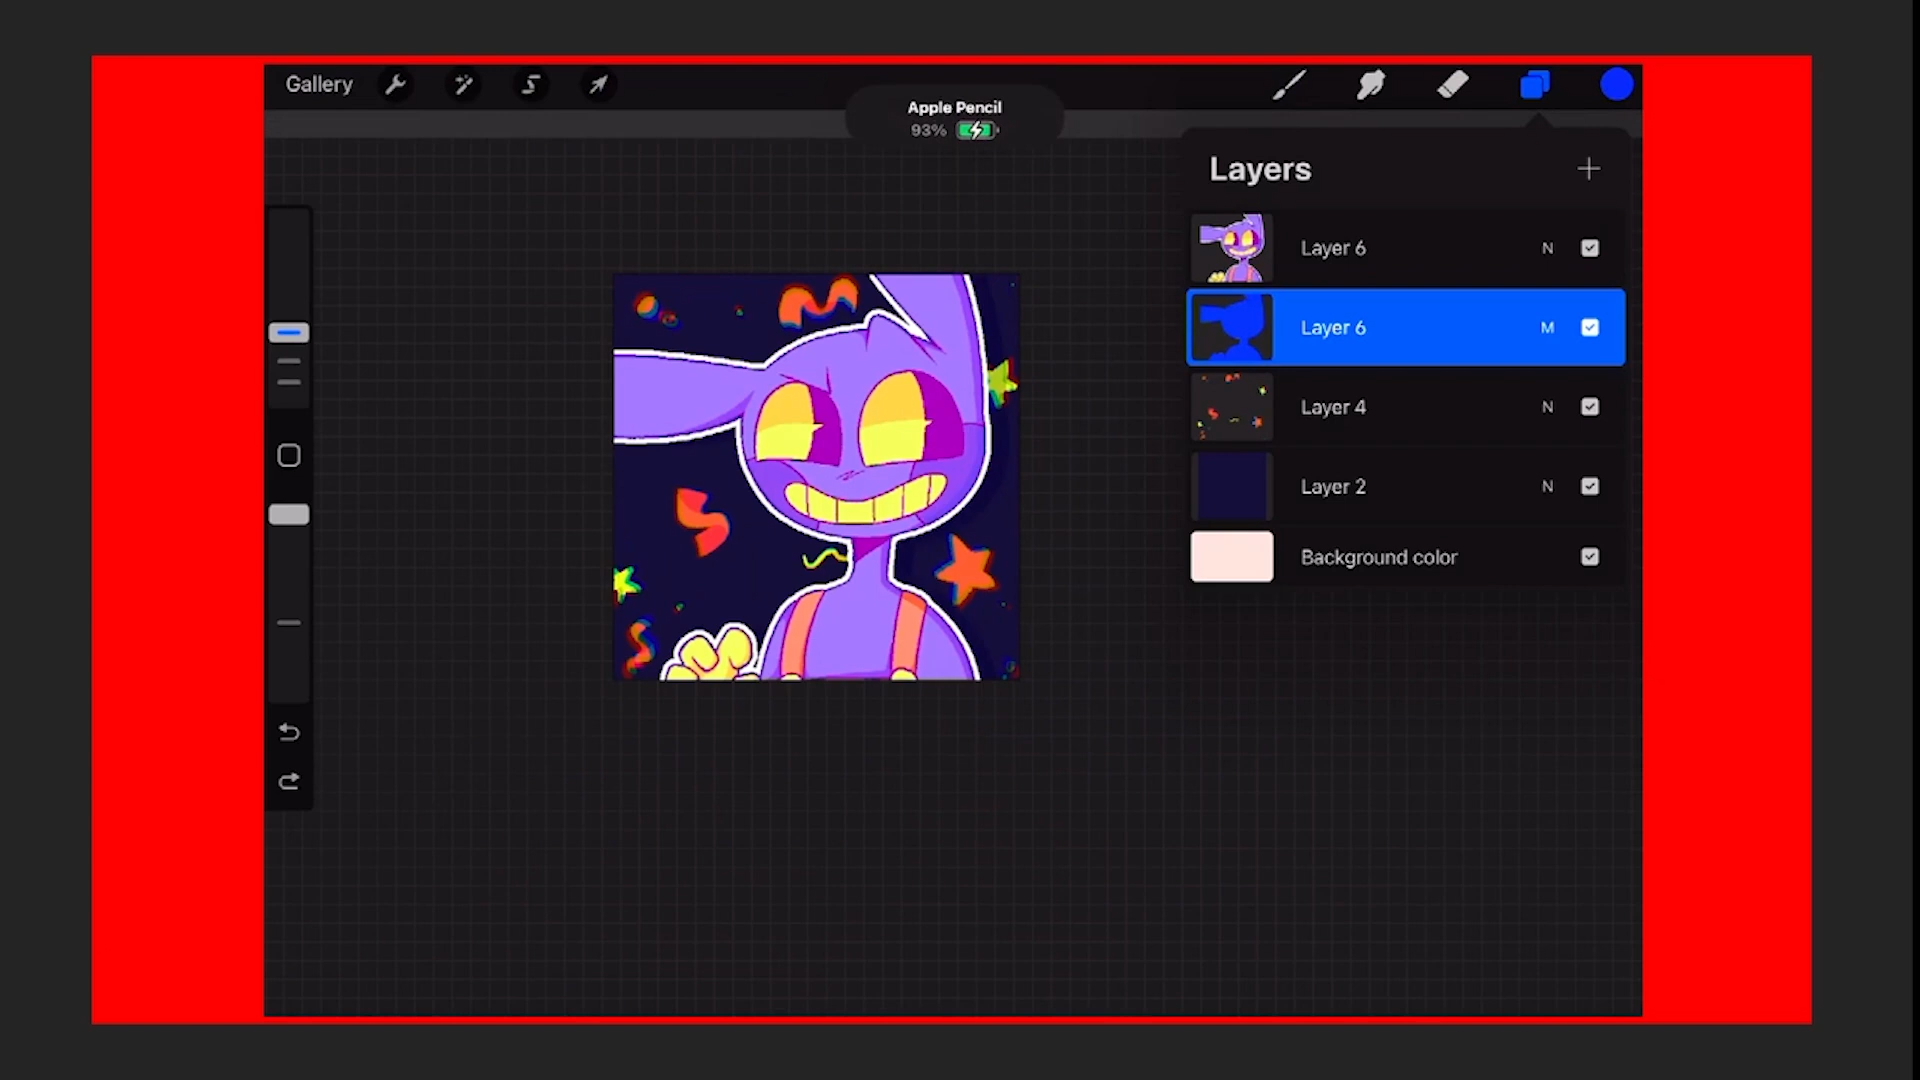 Gallery
Apple Pencil
93%
Layers
Layer 6 N
Layer 6 M
Layer 4 N
Layer 2 N
Background color